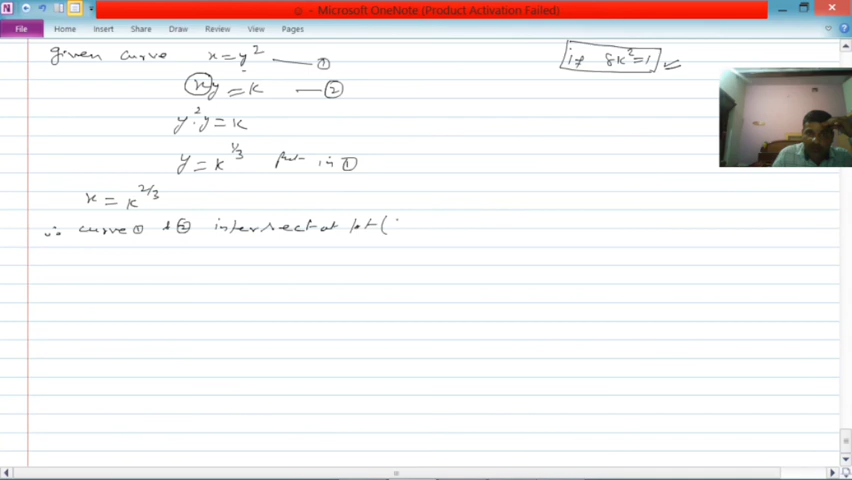 Microsoft OneNote (Product Activation Failed)
File Home Insert Share Draw Review View Pages
given curve x = y² —— ①
if 8k²=1
xy = k —— ②
y²·y = k
y = k^1/3 put in ①
x = k^2/3
∴ curve ① & ② intersect at pt (